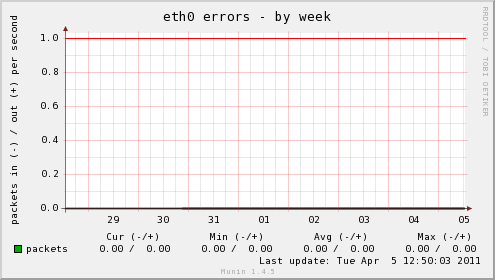 eth0 errors - by week
RRDTOOL / TOBI OETIKER
packets in (-) / out (+) per second
1.0
0.8
0.6
0.4
0.2
0.0
29 30 31 01 02 03 04 05
Cur (-/+) Min (-/+) Avg (-/+) Max (-/+)
packets 0.00 / 0.00 0.00 / 0.00 0.00 / 0.00 0.00 / 0.00
Last update: Tue Apr 5 12:50:03 2011
Munin 1.4.5